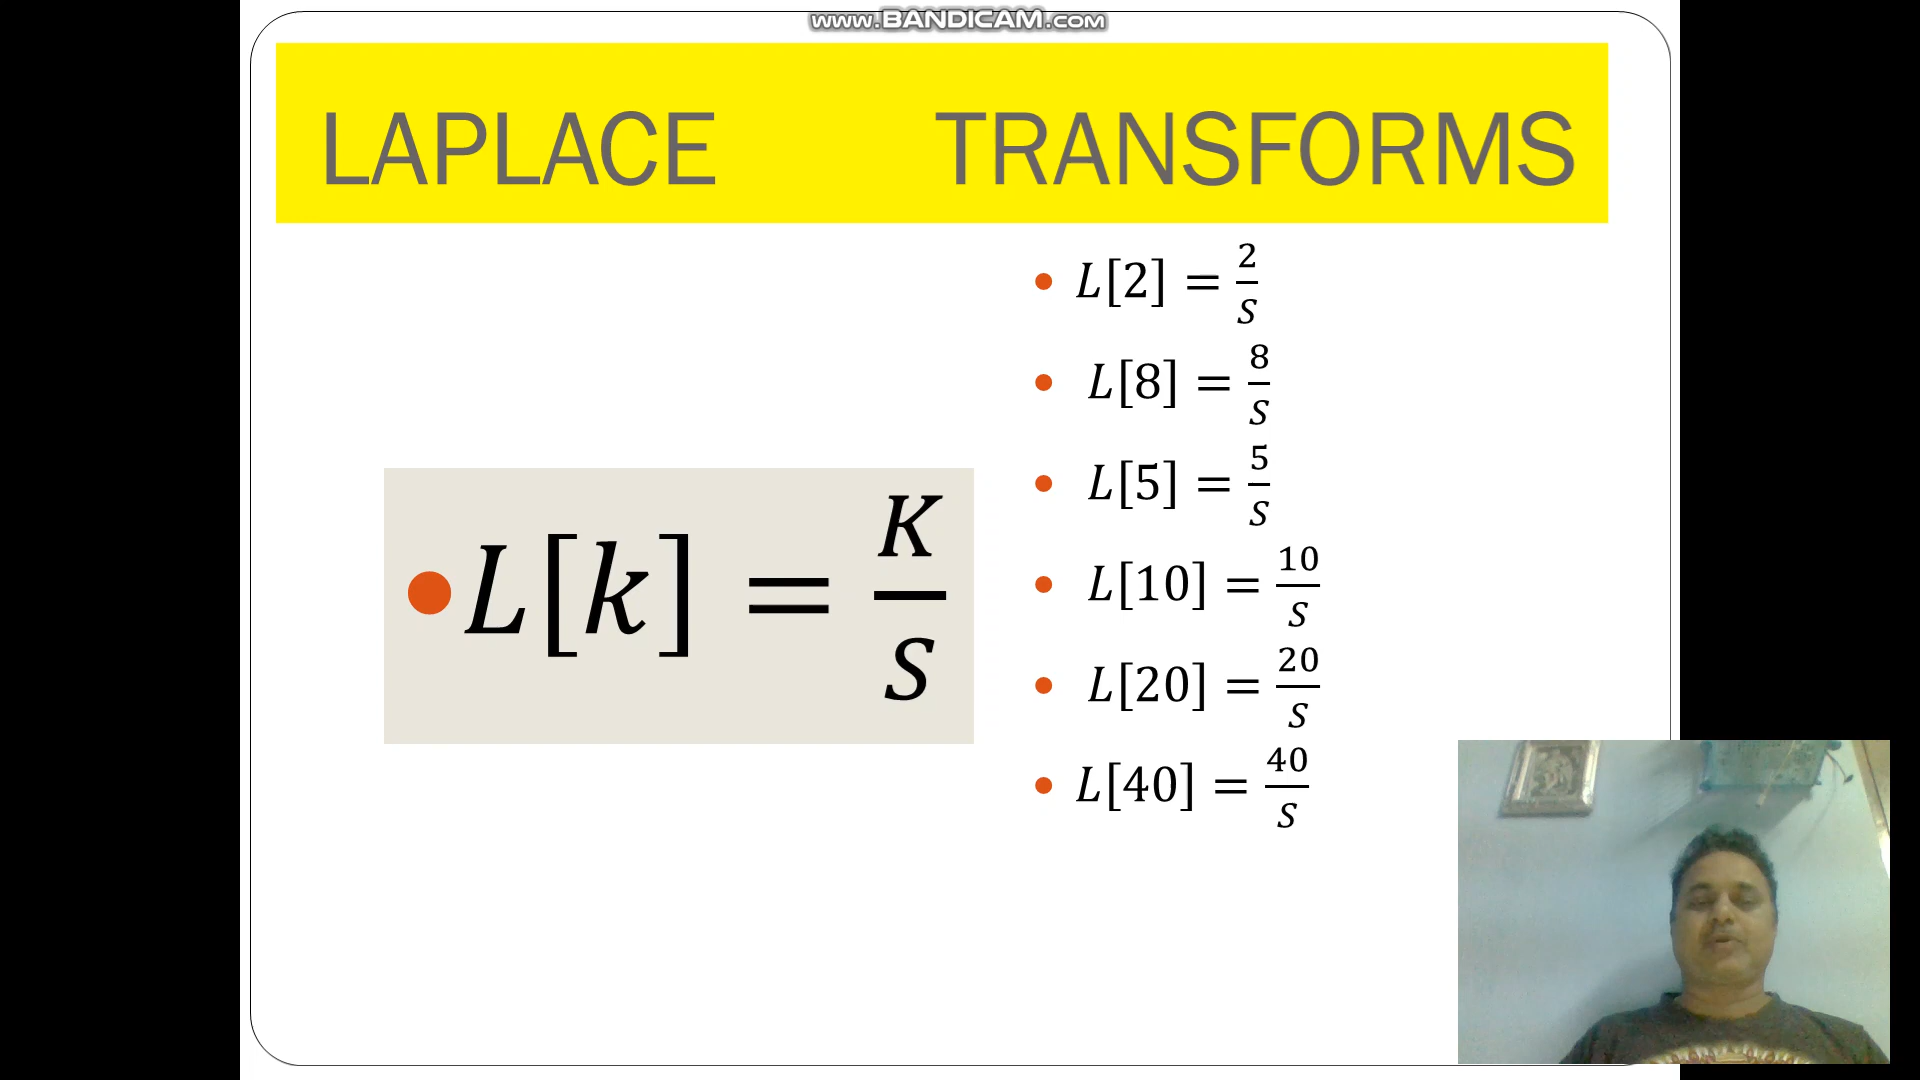 www.BANDICAM.com
LAPLACE TRANSFORMS
• L[k] = K/S
• L[2] = 2/S
• L[8] = 8/S
• L[5] = 5/S
• L[10] = 10/S
• L[20] = 20/S
• L[40] = 40/S